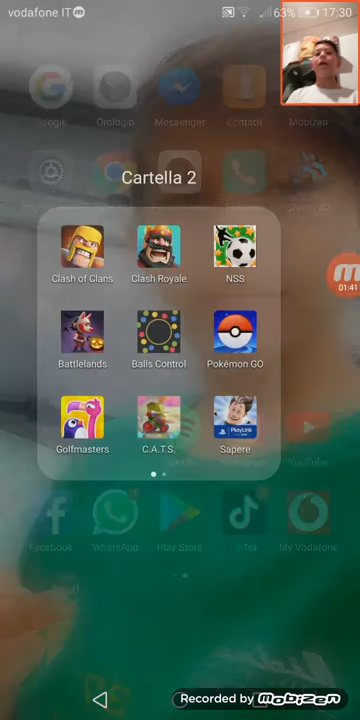 vodafone IT
63% 17:30
Google Orologio Messenger Contatti Mobizen
Cartella 2
Clash of Clans Clash Royale NSS
01:41
Battlelands Balls Control Pokémon GO
Golfmasters C.A.T.S. Sapere
PlayLink
YouTube
Facebook WhatsApp Play Store TikTok My Vodafone
Recorded by mobizen